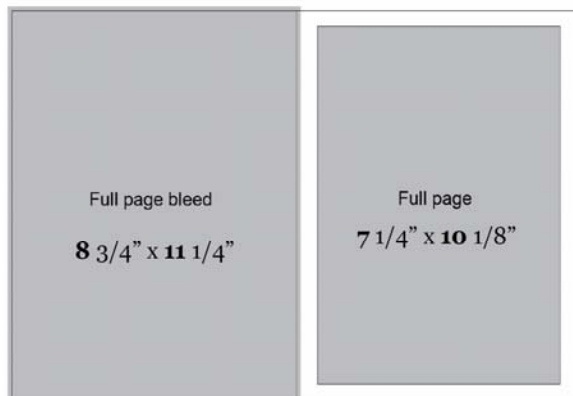 Full page bleed
8 3/4” x 11 1/4”
Full page
7 1/4” x 10 1/8”